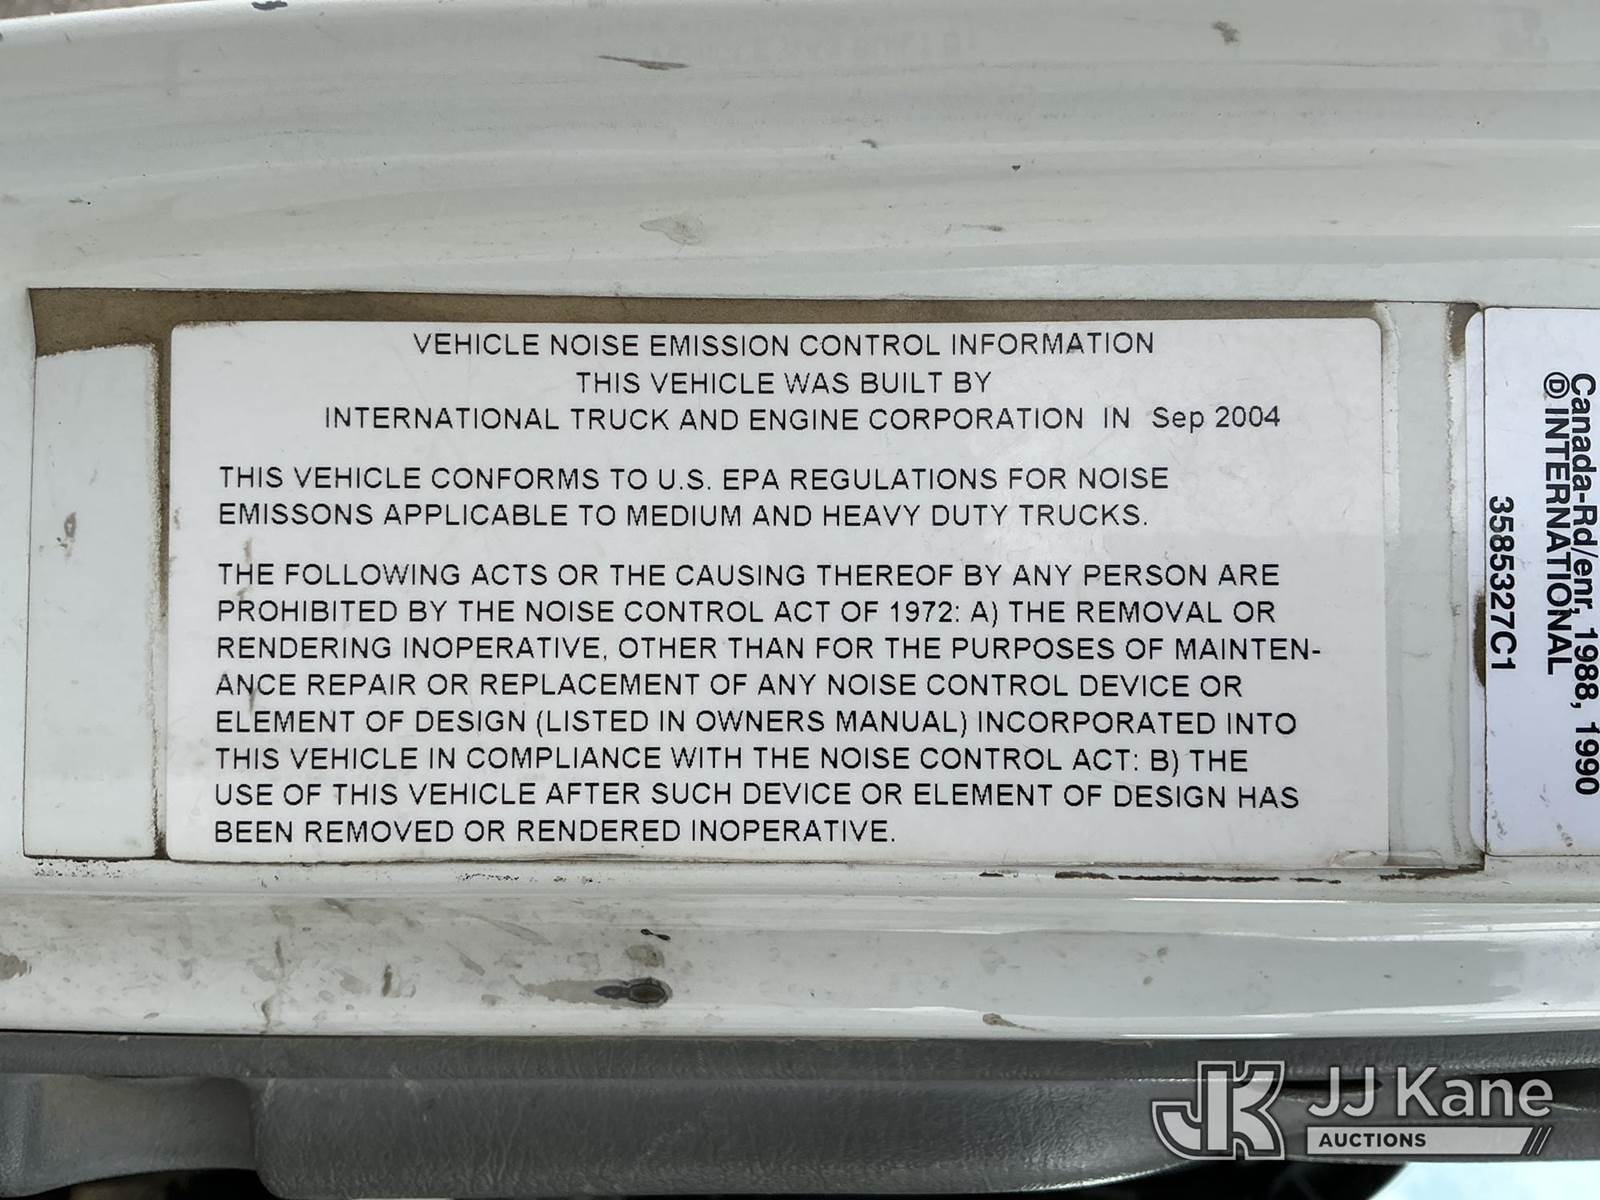 VEHICLE NOISE EMISSION CONTROL INFORMATION
THIS VEHICLE WAS BUILT BY
INTERNATIONAL TRUCK AND ENGINE CORPORATION IN Sep 2004
THIS VEHICLE CONFORMS TO U.S. EPA REGULATIONS FOR NOISE
EMISSONS APPLICABLE TO MEDIUM AND HEAVY DUTY TRUCKS.
THE FOLLOWING ACTS OR THE CAUSING THEREOF BY ANY PERSON ARE
PROHIBITED BY THE NOISE CONTROL ACT OF 1972: A) THE REMOVAL OR
RENDERING INOPERATIVE, OTHER THAN FOR THE PURPOSES OF MAINTEN-
ANCE REPAIR OR REPLACEMENT OF ANY NOISE CONTROL DEVICE OR
ELEMENT OF DESIGN (LISTED IN OWNERS MANUAL) INCORPORATED INTO
THIS VEHICLE IN COMPLIANCE WITH THE NOISE CONTROL ACT: B) THE
USE OF THIS VEHICLE AFTER SUCH DEVICE OR ELEMENT OF DESIGN HAS
BEEN REMOVED OR RENDERED INOPERATIVE.
Canada-Rd/enr, 1988, 1990
Ⓓ INTERNATIONAL
3585327C1
JK JJ Kane
AUCTIONS